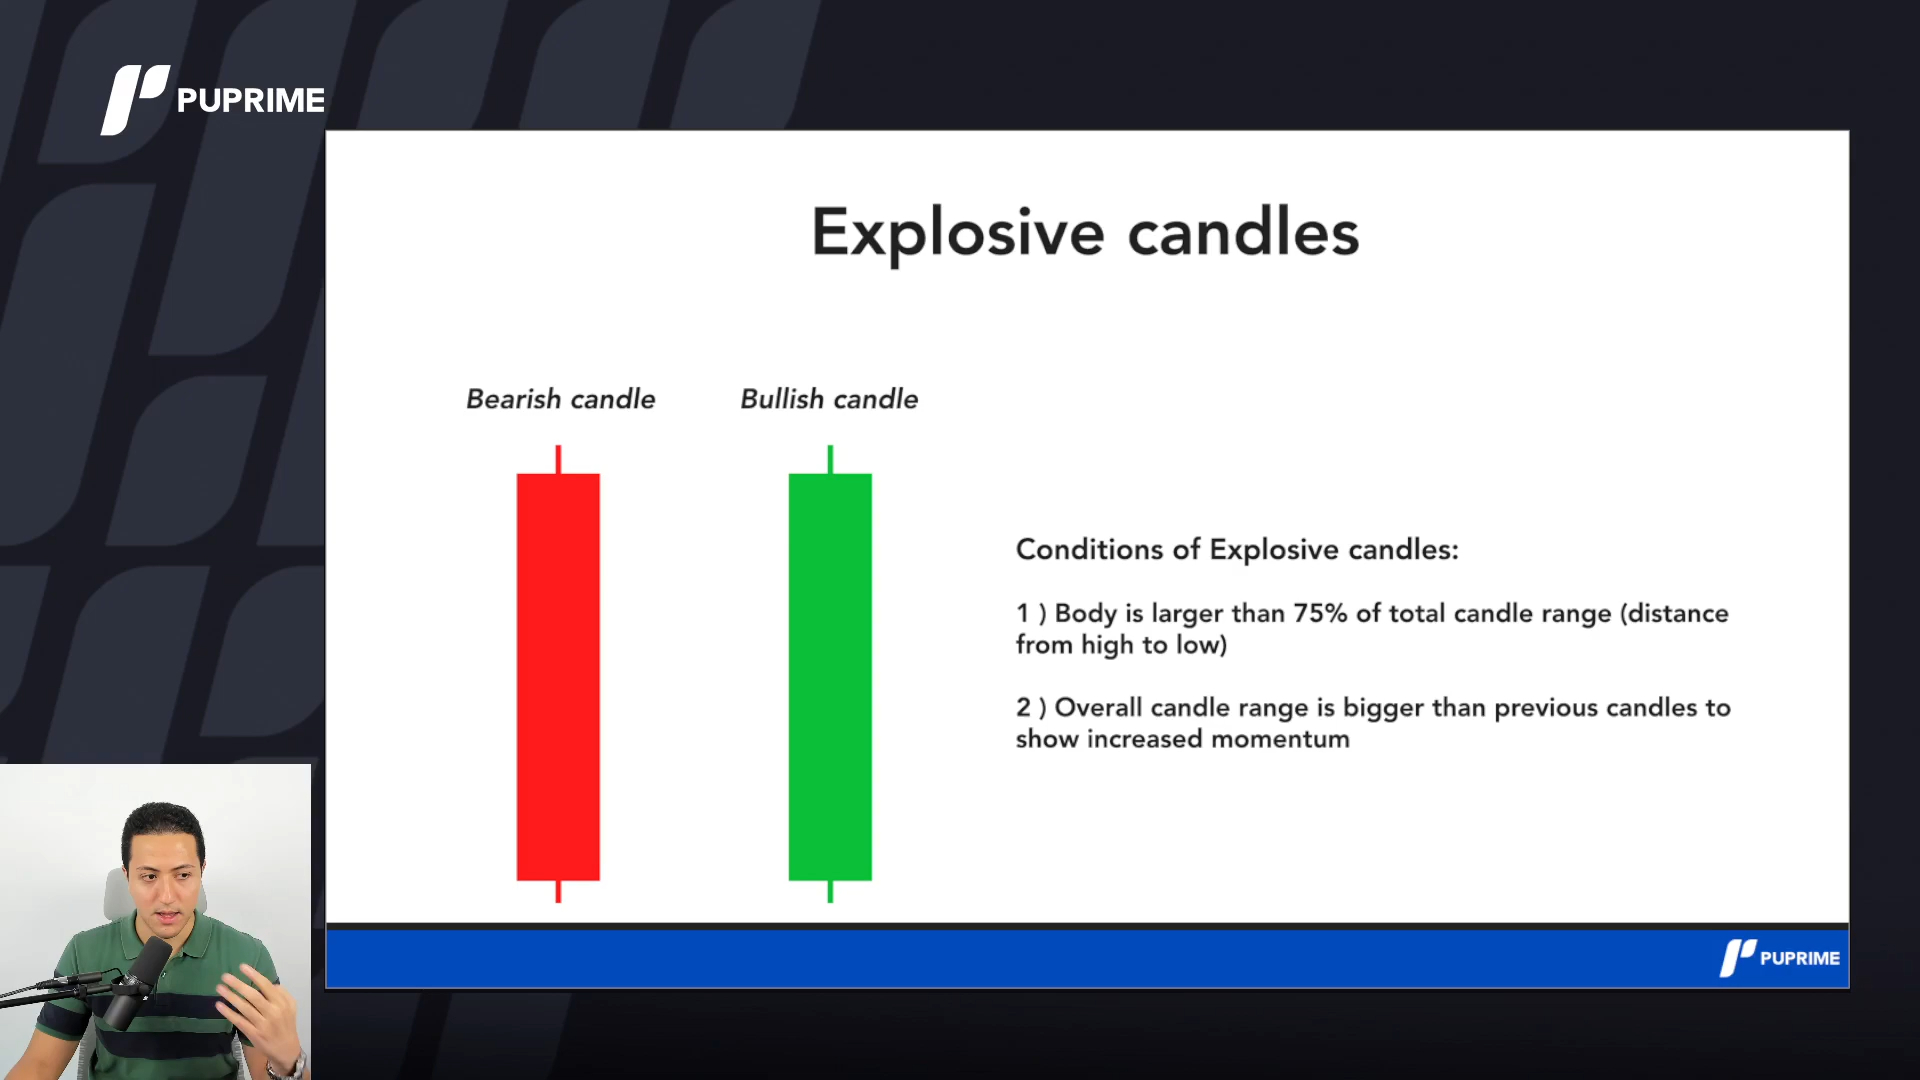 PUPRIME
Explosive candles
Bearish candle
Bullish candle
Conditions of Explosive candles:
1 ) Body is larger than 75% of total candle range (distance
from high to low)
2 ) Overall candle range is bigger than previous candles to
show increased momentum
PUPRIME